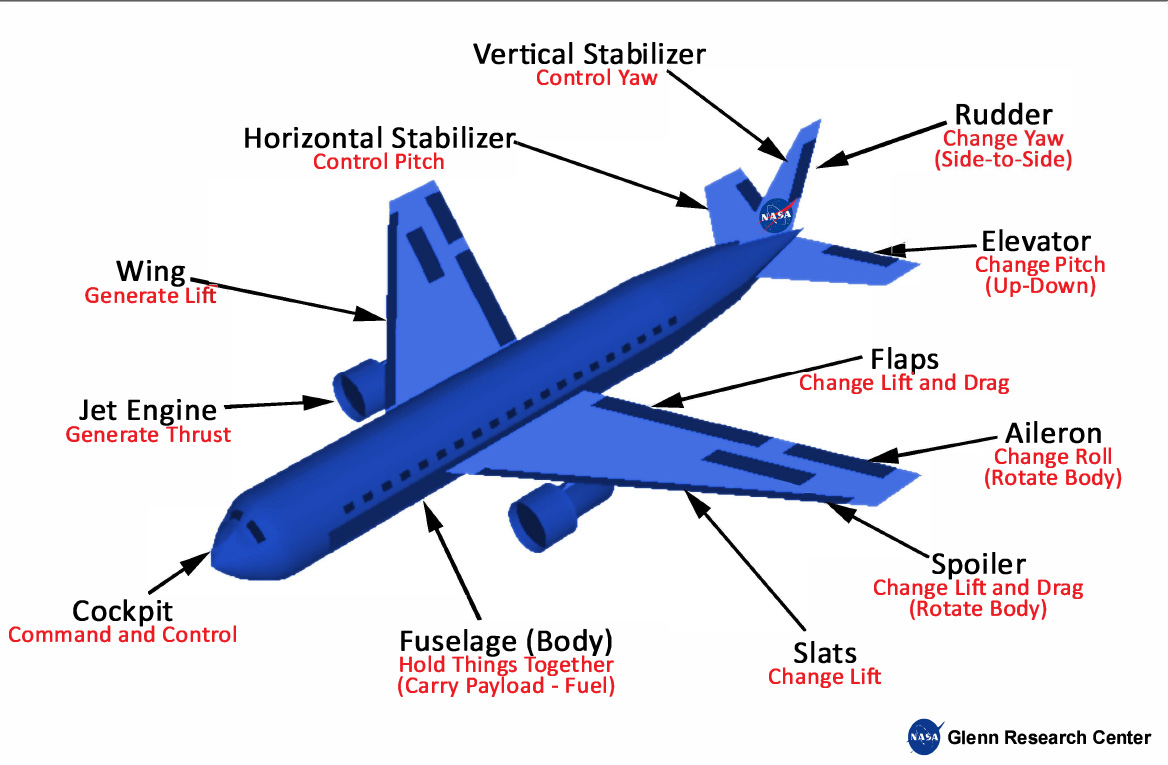 Vertical Stabilizer
Control Yaw
Rudder
Change Yaw
(Side-to-Side)
Horizontal Stabilizer
Control Pitch
NASA
Elevator
Change Pitch
(Up-Down)
Wing
Generate Lift
Flaps
Change Lift and Drag
Jet Engine
Generate Thrust
Aileron
Change Roll
(Rotate Body)
Spoiler
Change Lift and Drag
(Rotate Body)
Cockpit
Command and Control
Fuselage (Body)
Hold Things Together
(Carry Payload - Fuel)
Slats
Change Lift
NASA
Glenn Research Center